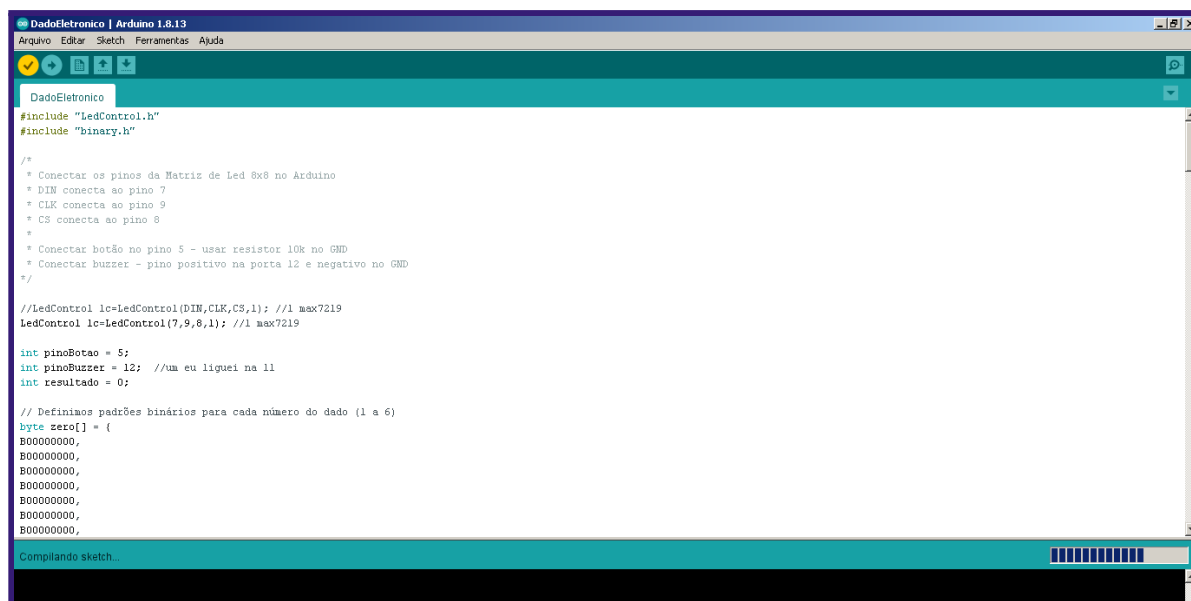 DadoEletronico | Arduino 1.8.13
Arquivo Editar Sketch Ferramentas Ajuda
DadoEletronico
#include "LedControl.h"
#include "binary.h"
/*
* Conectar os pinos da Matriz de Led 8x8 no Arduino
* DIN conecta ao pino 7
* CLK conecta ao pino 9
* CS conecta ao pino 8
*
* Conectar botão no pino 5 - usar resistor 10k no GND
* Conectar buzzer - pino positivo na porta 12 e negativo no GND
*/
//LedControl lc=LedControl(DIN,CLK,CS,1); //1 max7219
LedControl lc=LedControl(7,9,8,1); //1 max7219
int pinoBotao = 5;
int pinoBuzzer = 12; //um eu liguei na 11
int resultado = 0;
// Definimos padrões binários para cada número do dado (1 a 6)
byte zero[] = {
B00000000,
B00000000,
B00000000,
B00000000,
B00000000,
B00000000,
B00000000,
Compilando sketch...